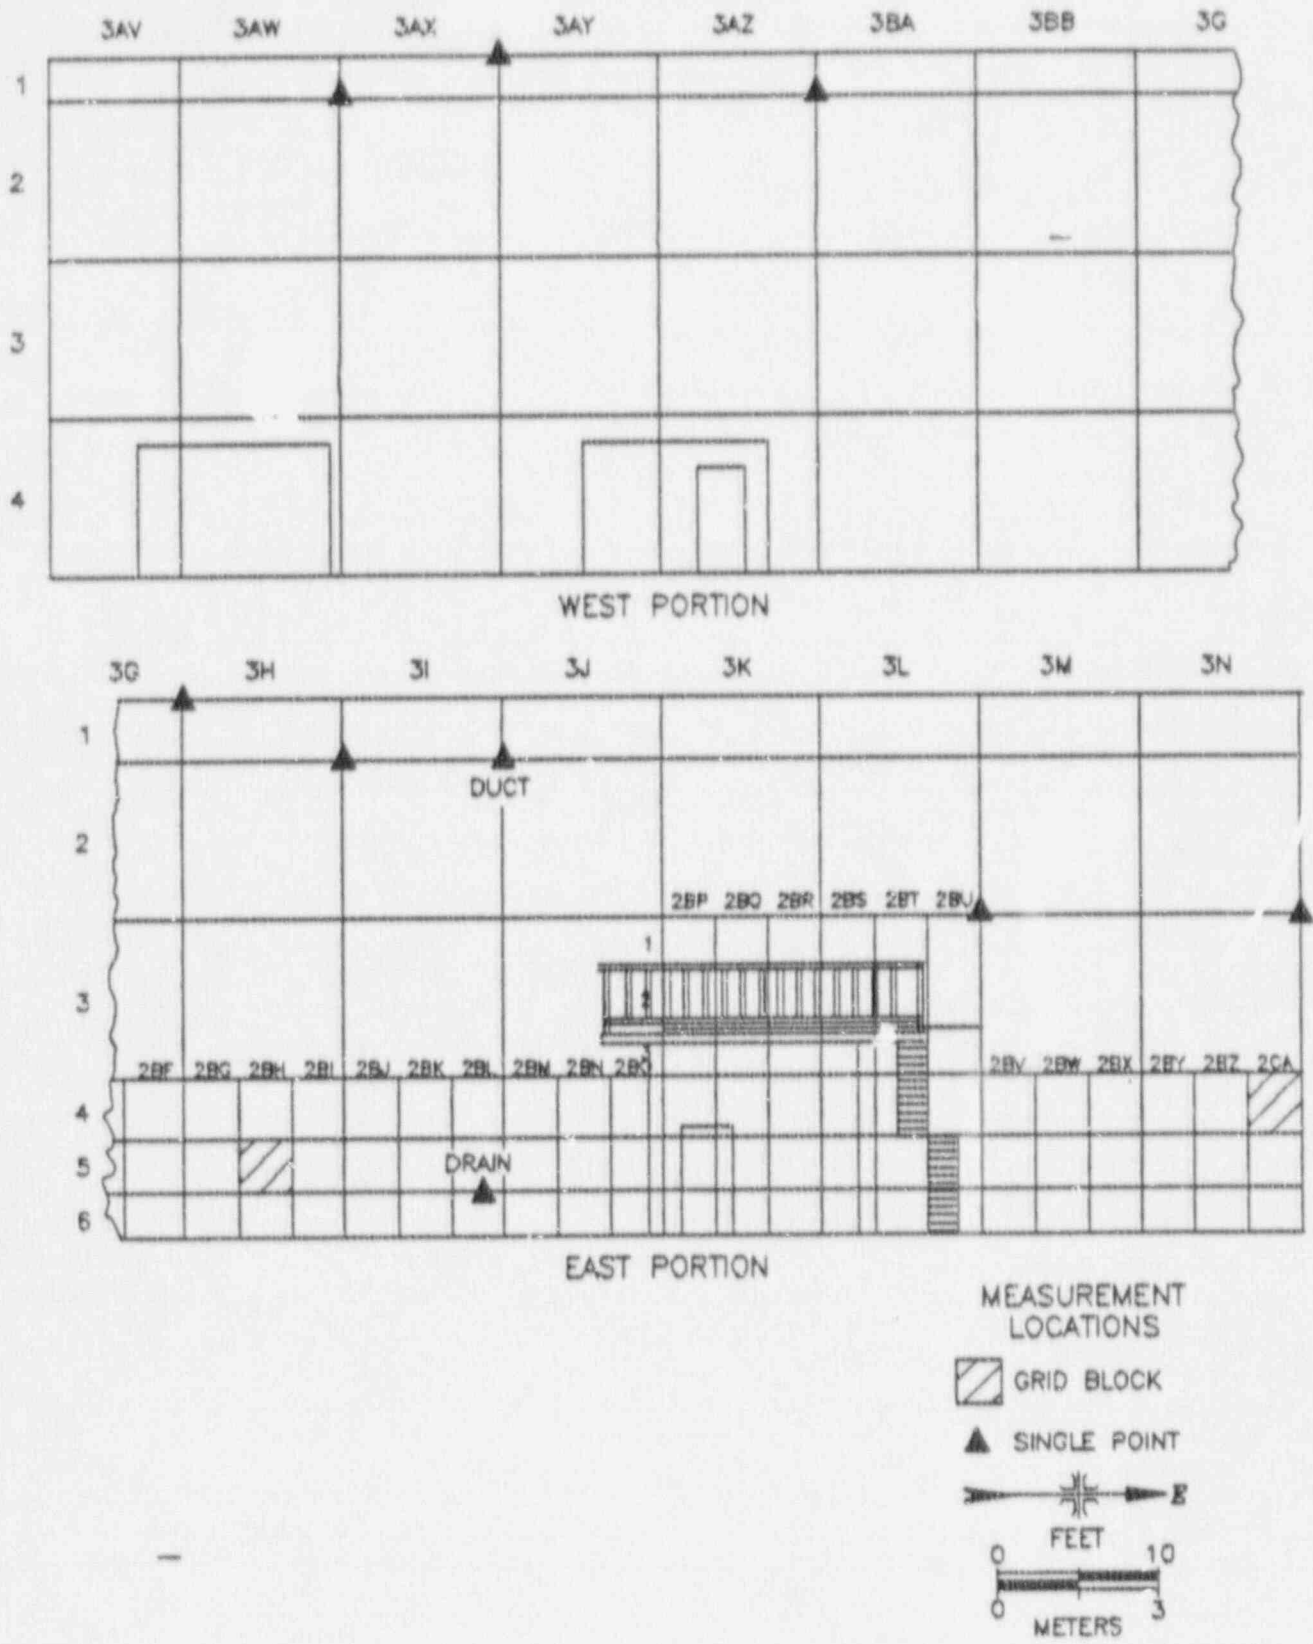 3AV 3AW 3AX 3AY 3AZ 3BA 3BB 3G
1
2
3
4
WEST PORTION
3G 3H 3I 3J 3K 3L 3M 3N
1
DUCT
2
2BP 2BQ 2BR 2BS 2BT 2BU
1
3
2BF 2BG 2BH 2BI 2BJ 2BK 2BL 2BM 2BN 2BO 2BV 2BW 2BX 2BY 2BZ 2CA
4
5
DRAIN
6
EAST PORTION
MEASUREMENT
LOCATIONS
GRID BLOCK
SINGLE POINT
E
FEET
0 10
0 3
METERS